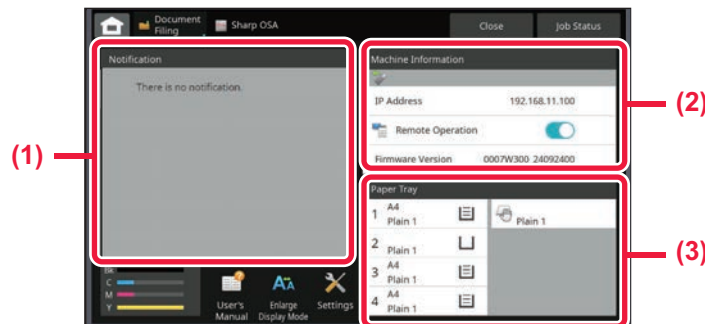 Document
Filing
Sharp OSA
Close
Job Status
Notification
There is no notification.
(1)
Machine Information
IP Address 192.168.11.100
Remote Operation
Firmware Version 0007W300_24092400
(2)
Paper Tray
1 A4
Plain 1
2
Plain 1
3 A4
Plain 1
4 A4
Plain 1
Plain 1
(3)
Bk
C
M
Y
User's
Manual
Enlarge
Display Mode
Settings